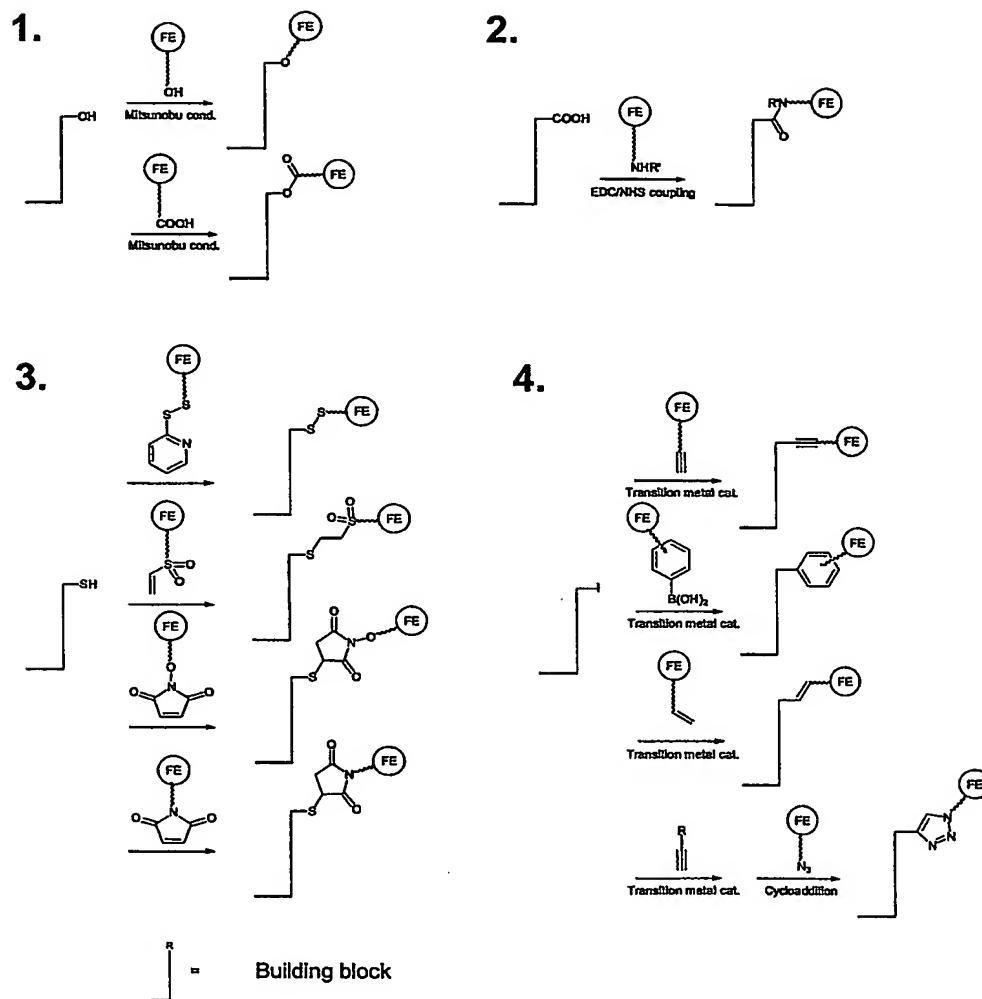 1.
FE
OH
Mitsunobu cond.
FE
O
OH
FE
COOH
Mitsunobu cond.
O
O
FE
2.
COOH
FE
NHR'
EDC/NHS coupling
R'N
FE
O
3.
FE
S
S
N
S
S
FE
FE
S
O
O
O
O
S
S
FE
SH
FE
O
N
O
O
O
N
O
FE
S
O
FE
N
O
O
O
N
FE
S
O
4.
FE
Transition metal cat.
FE
FE
B(OH)2
Transition metal cat.
FE
I
FE
Transition metal cat.
FE
R
Transition metal cat.
FE
N3
Cycloaddition
FE
N
N
N
R
=
Building block